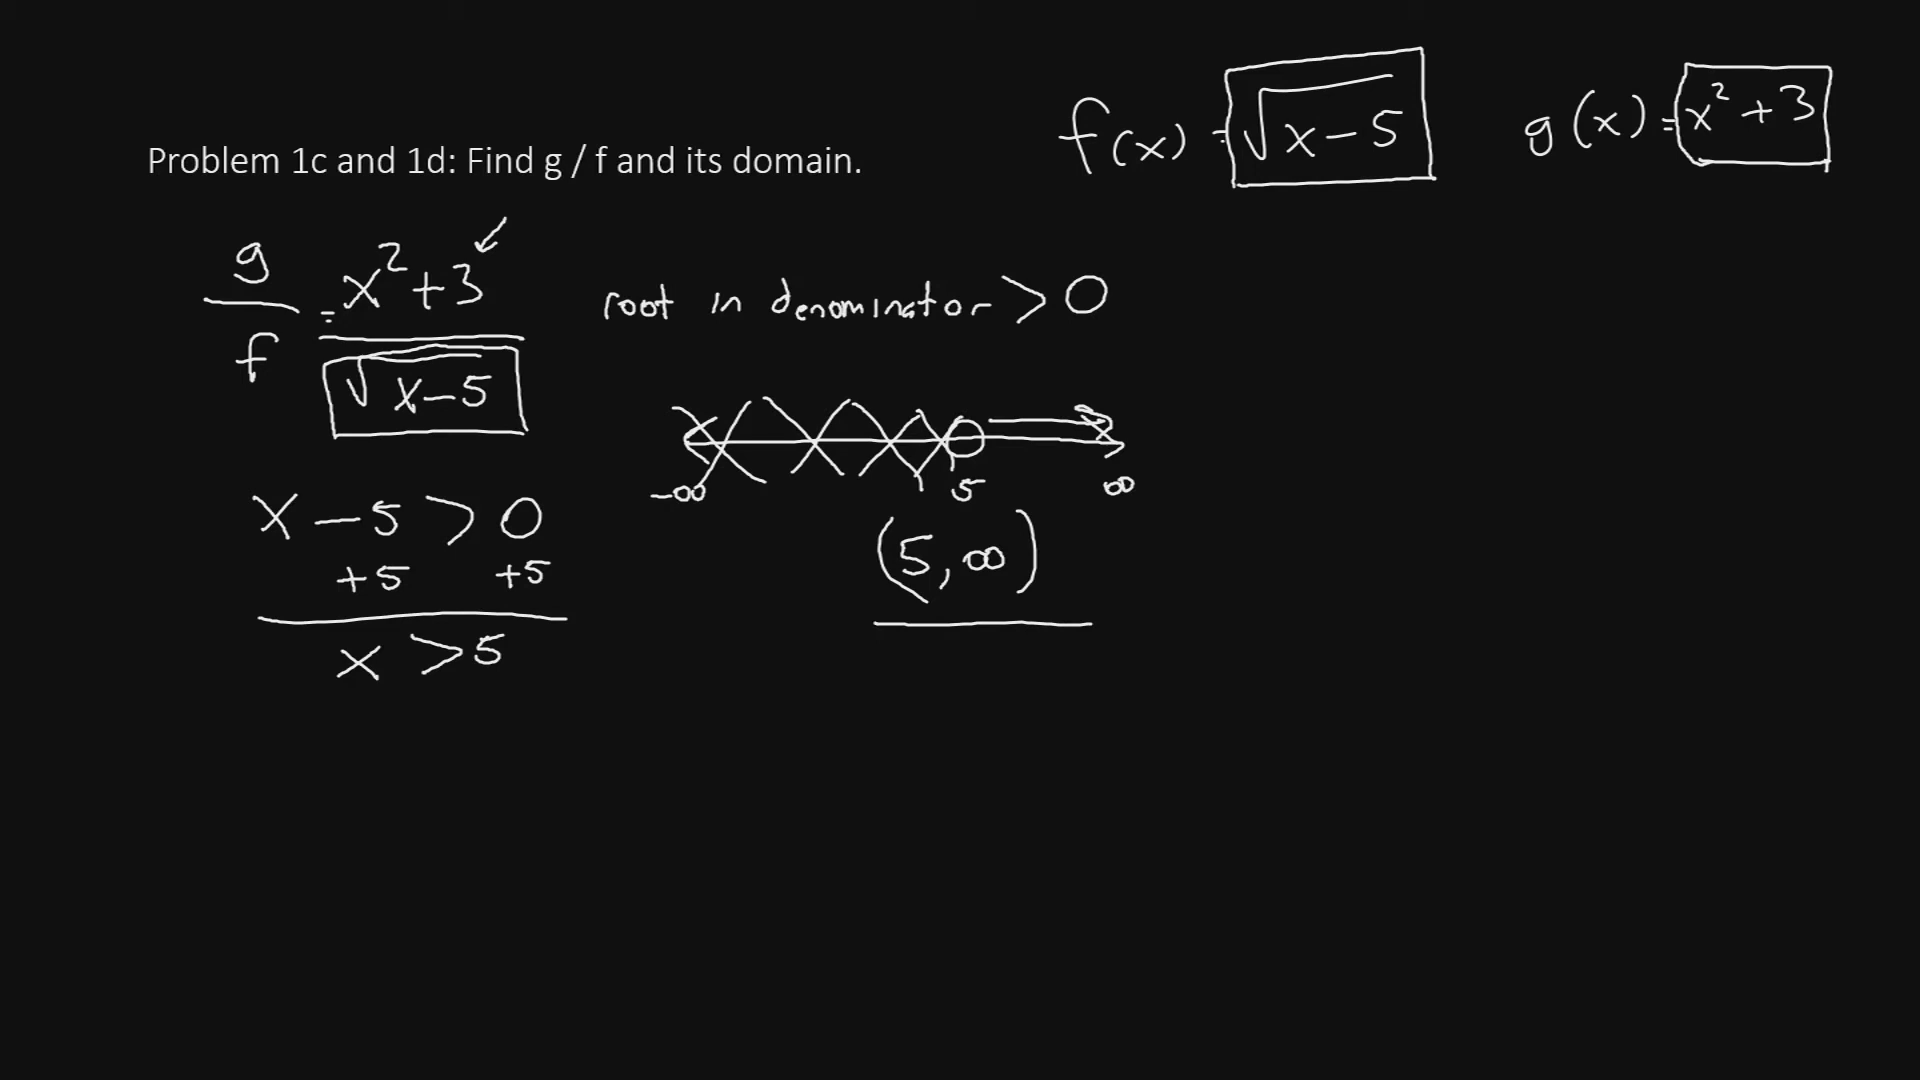 f(x) = √x-5 g(x) = x² + 3
Problem 1c and 1d: Find g / f and its domain.
g/f = x² + 3 / √x-5
root in denominator > 0
-∞ 5 ∞
x - 5 > 0
+5 +5
x > 5
(5, ∞)